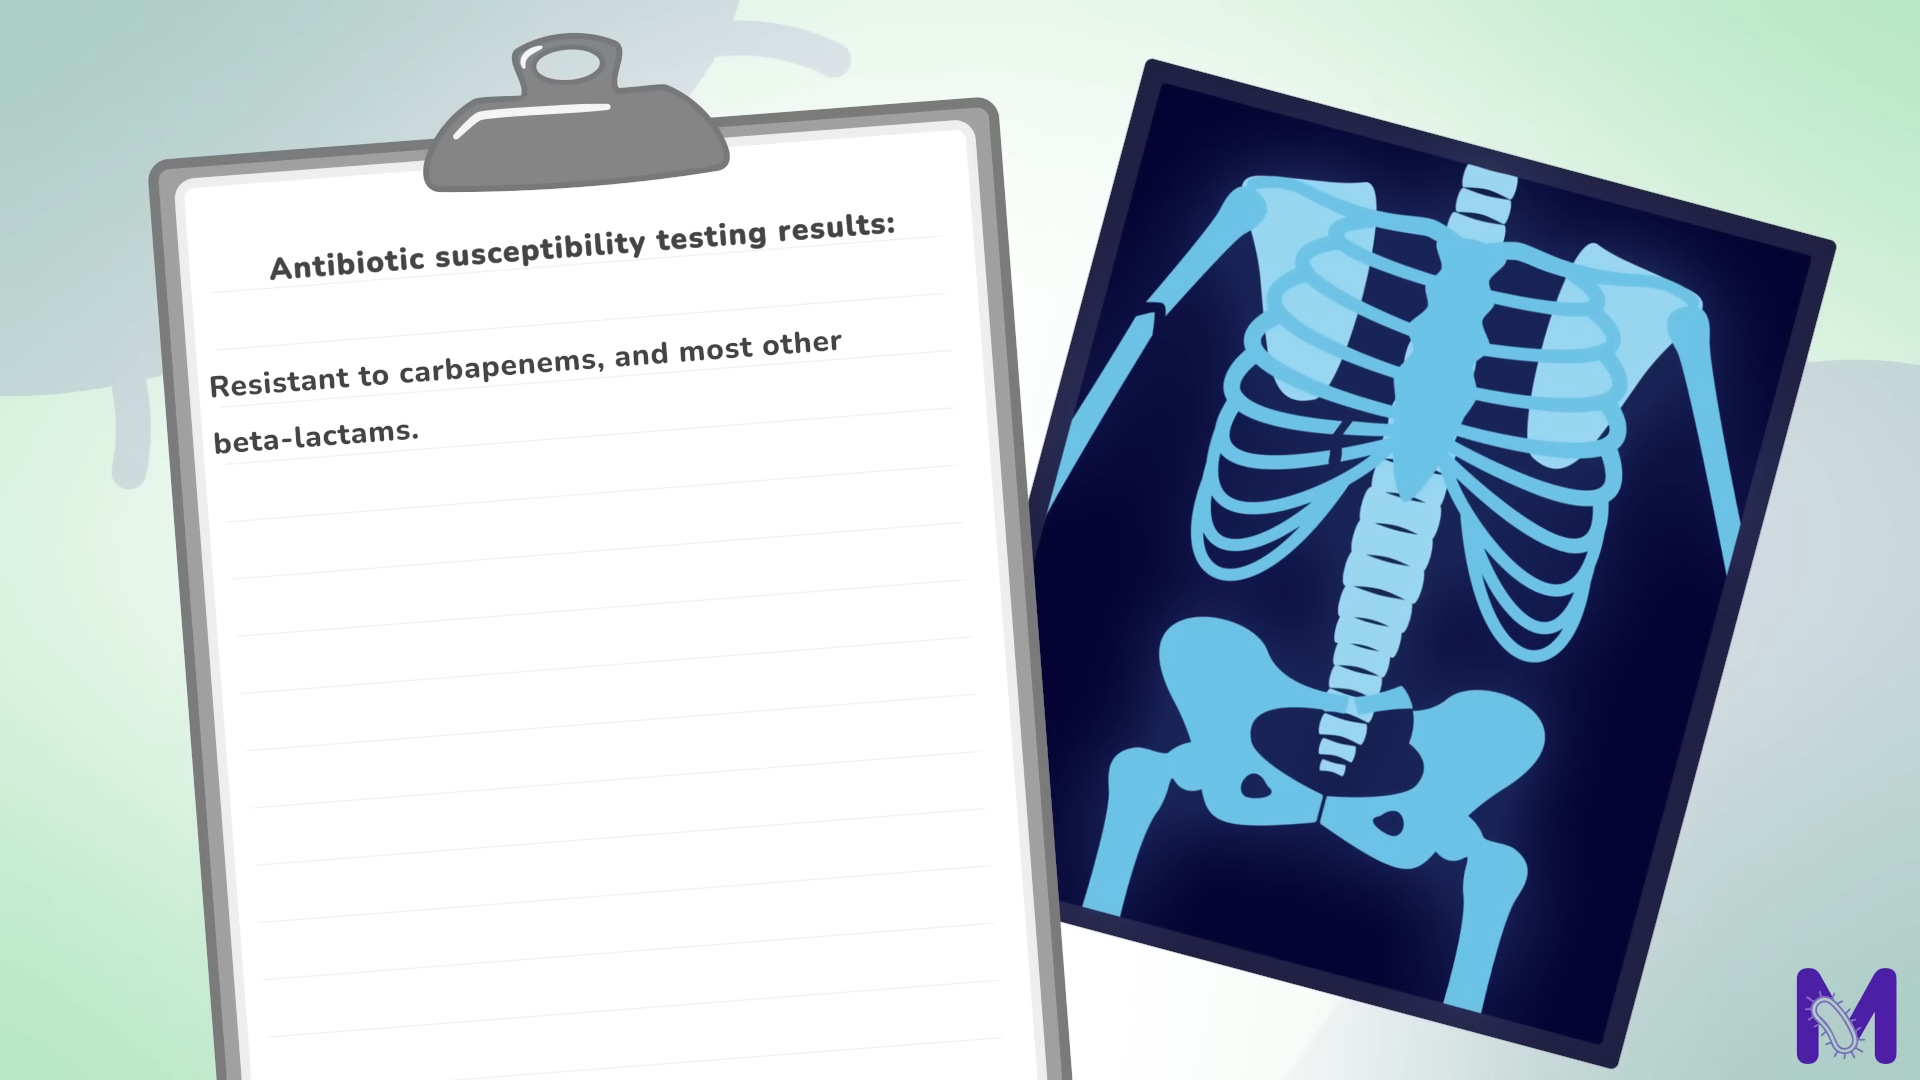 Antibiotic susceptibility testing results:
Resistant to carbapenems, and most other
beta-lactams.
M